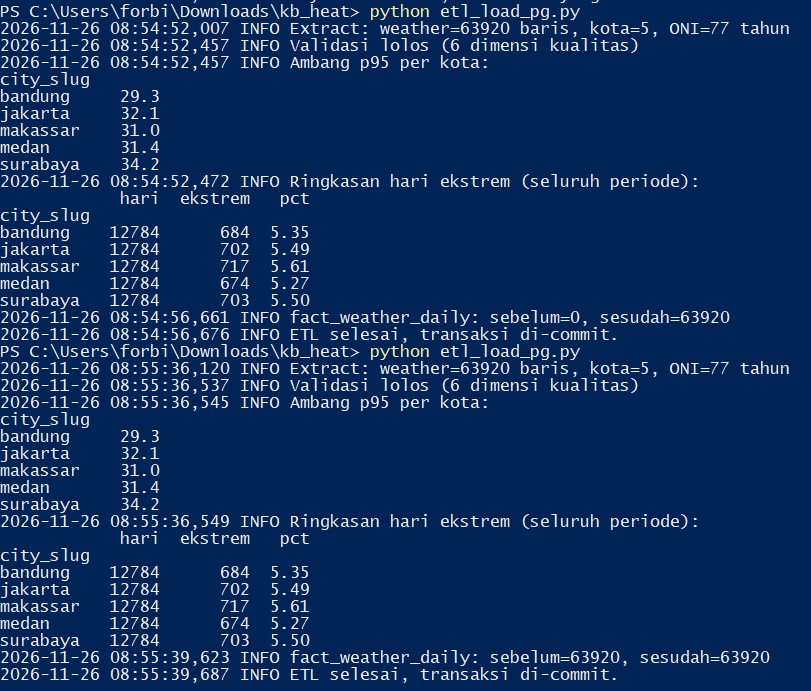 PS C:\Users\forbi\Downloads\kb_heat> python etl_load_pg.py
2026-11-26 08:54:52,007 INFO Extract: weather=63920 baris, kota=5, ONI=77 tahun
2026-11-26 08:54:52,457 INFO Validasi lolos (6 dimensi kualitas)
2026-11-26 08:54:52,457 INFO Ambang p95 per kota:
city_slug
bandung      29.3
jakarta      32.1
makassar     31.0
medan        31.4
surabaya     34.2
2026-11-26 08:54:52,472 INFO Ringkasan hari ekstrem (seluruh periode):
            hari  ekstrem   pct
city_slug
bandung    12784      684  5.35
jakarta    12784      702  5.49
makassar   12784      717  5.61
medan      12784      674  5.27
surabaya   12784      703  5.50
2026-11-26 08:54:56,661 INFO fact_weather_daily: sebelum=0, sesudah=63920
2026-11-26 08:54:56,676 INFO ETL selesai, transaksi di-commit.
PS C:\Users\forbi\Downloads\kb_heat> python etl_load_pg.py
2026-11-26 08:55:36,120 INFO Extract: weather=63920 baris, kota=5, ONI=77 tahun
2026-11-26 08:55:36,537 INFO Validasi lolos (6 dimensi kualitas)
2026-11-26 08:55:36,545 INFO Ambang p95 per kota:
city_slug
bandung      29.3
jakarta      32.1
makassar     31.0
medan        31.4
surabaya     34.2
2026-11-26 08:55:36,549 INFO Ringkasan hari ekstrem (seluruh periode):
            hari  ekstrem   pct
city_slug
bandung    12784      684  5.35
jakarta    12784      702  5.49
makassar   12784      717  5.61
medan      12784      674  5.27
surabaya   12784      703  5.50
2026-11-26 08:55:39,623 INFO fact_weather_daily: sebelum=63920, sesudah=63920
2026-11-26 08:55:39,687 INFO ETL selesai, transaksi di-commit.